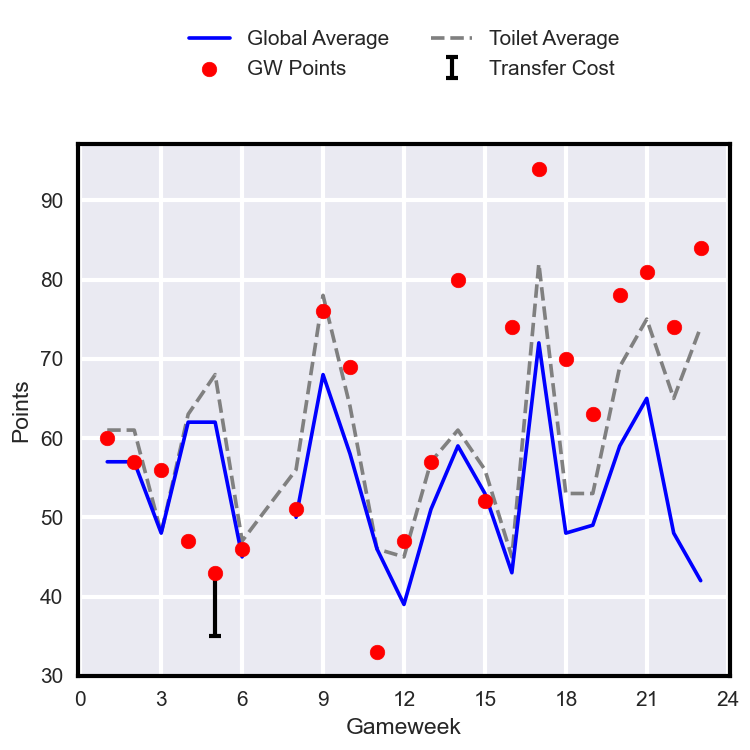 Global Average
Toilet Average
GW Points
Transfer Cost
90
80
70
60
50
40
30
Points
0 3 6 9 12 15 18 21 24
Gameweek